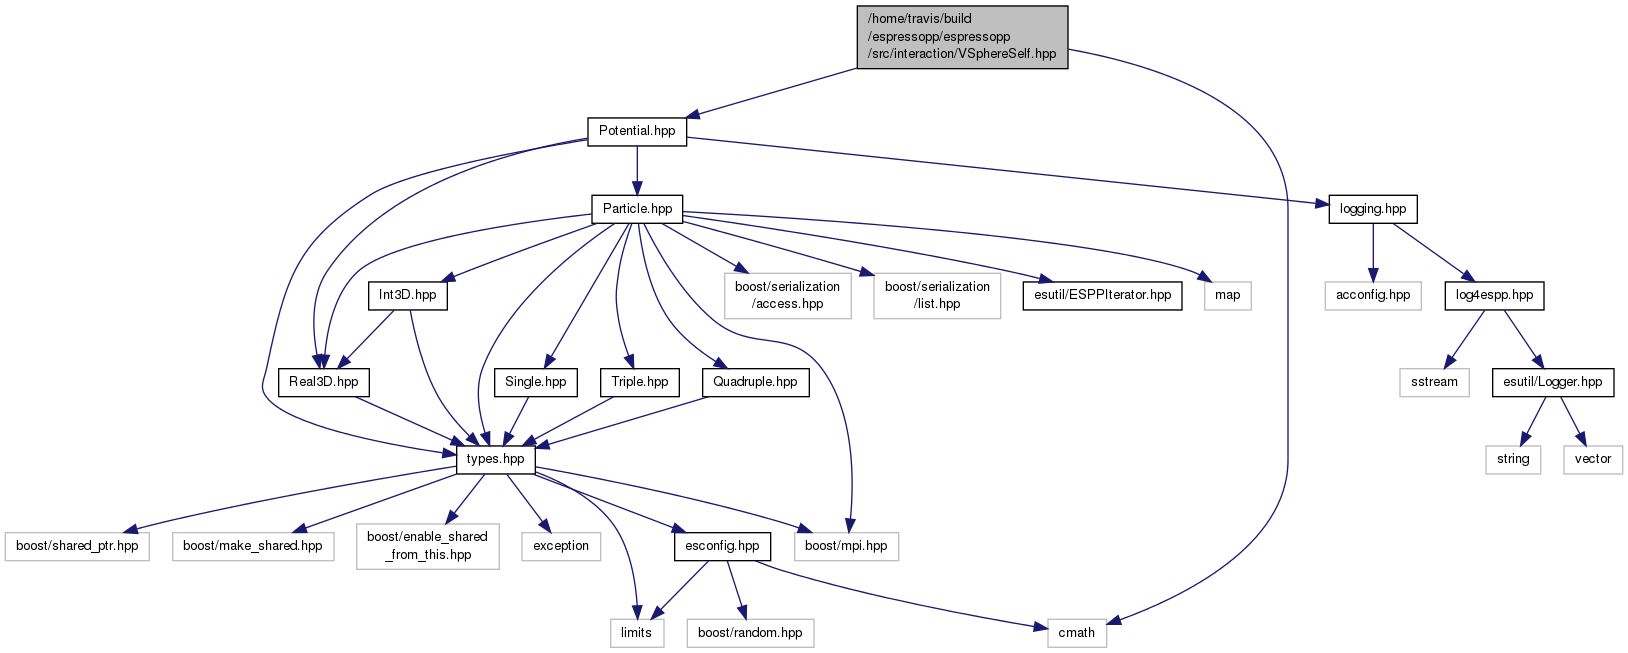 /home/travis/build
/espressopp/espressopp
/src/interaction/VSphereSelf.hpp
Potential.hpp
Particle.hpp
logging.hpp
Int3D.hpp
boost/serialization
/access.hpp
boost/serialization
/list.hpp
esutil/ESPPIterator.hpp
map
acconfig.hpp
log4espp.hpp
Real3D.hpp
Single.hpp
Triple.hpp
Quadruple.hpp
sstream
esutil/Logger.hpp
types.hpp
string
vector
boost/shared_ptr.hpp
boost/make_shared.hpp
boost/enable_shared
_from_this.hpp
exception
esconfig.hpp
boost/mpi.hpp
limits
boost/random.hpp
cmath